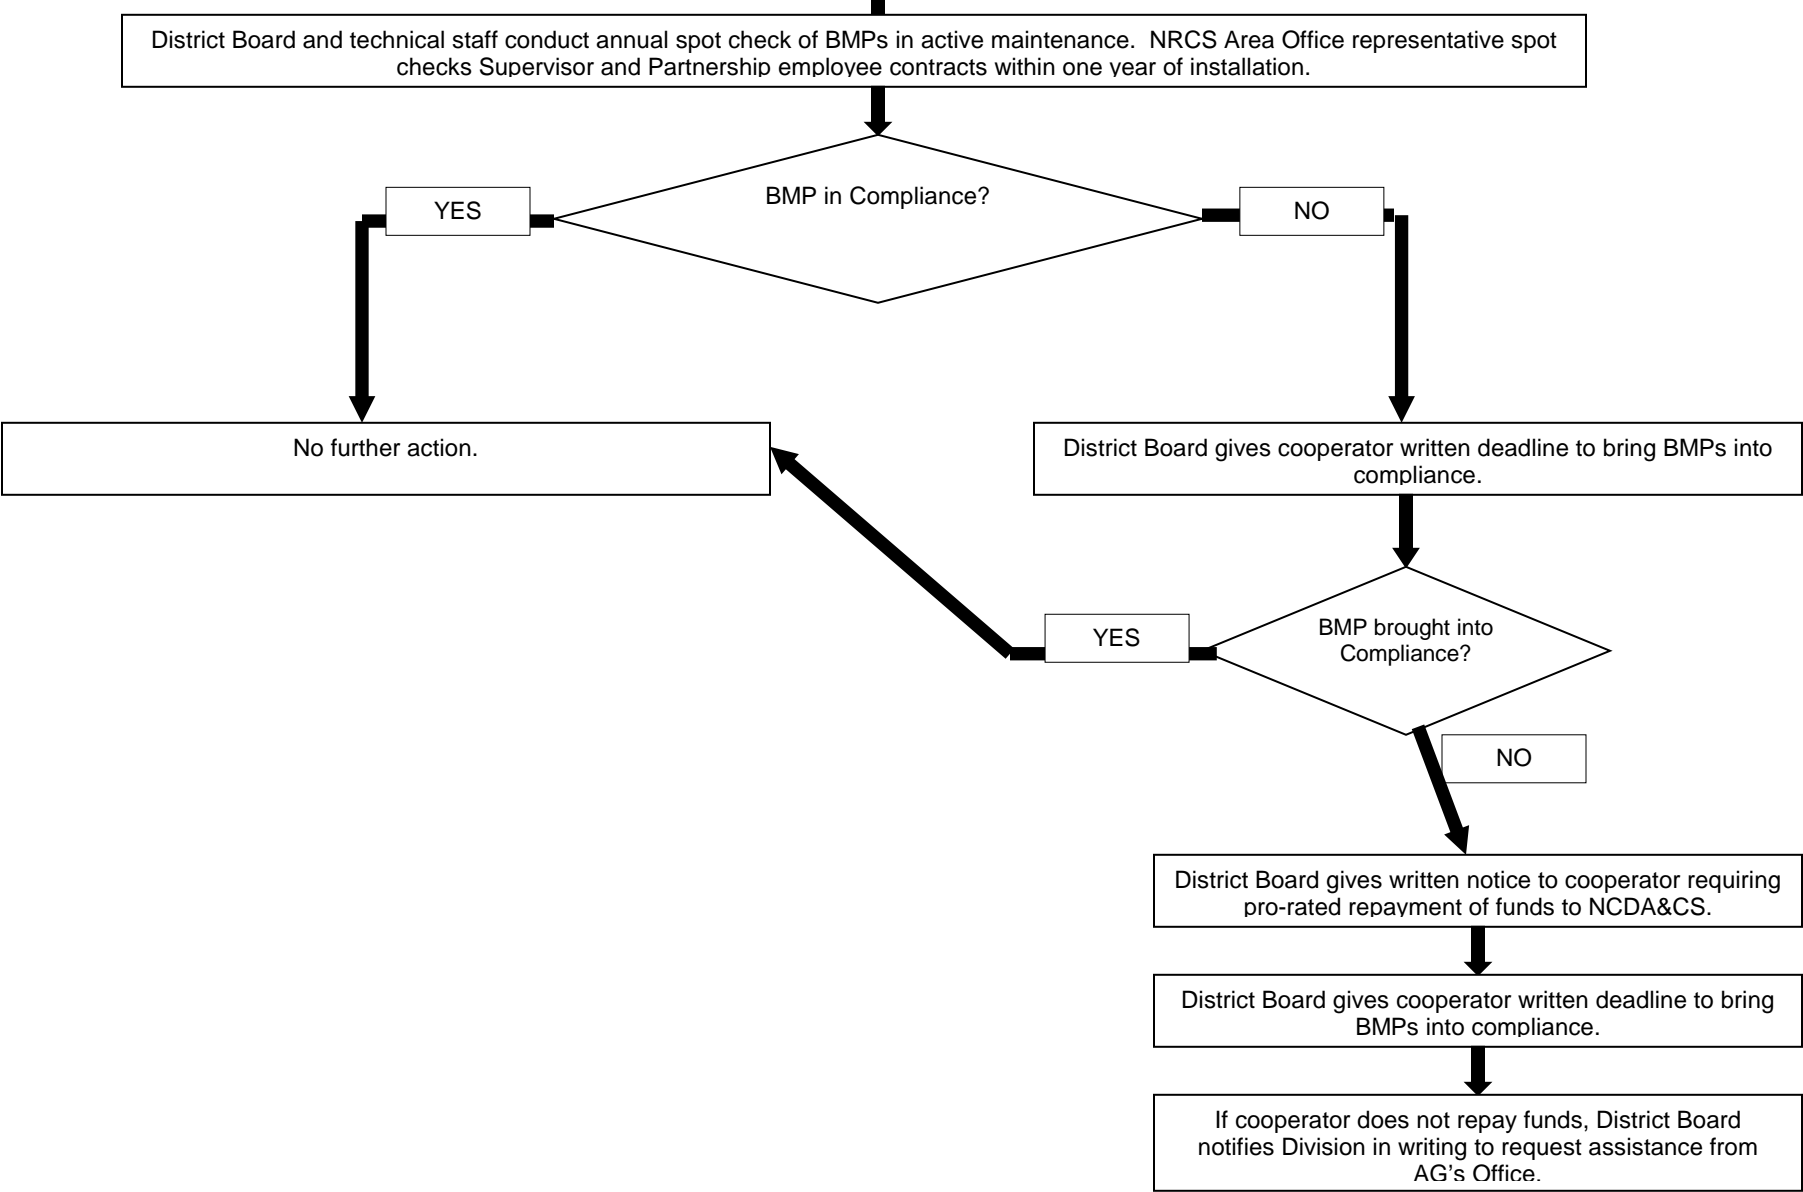 District Board and technical staff conduct annual spot check of BMPs in active maintenance.  NRCS Area Office representative spot
checks Supervisor and Partnership employee contracts within one year of installation.
BMP in Compliance?
YES
NO
No further action.
District Board gives cooperator written deadline to bring BMPs into
compliance.
BMP brought into
Compliance?
YES
NO
District Board gives written notice to cooperator requiring
pro-rated repayment of funds to NCDA&CS.
District Board gives cooperator written deadline to bring
BMPs into compliance.
If cooperator does not repay funds, District Board
notifies Division in writing to request assistance from
AG's Office.